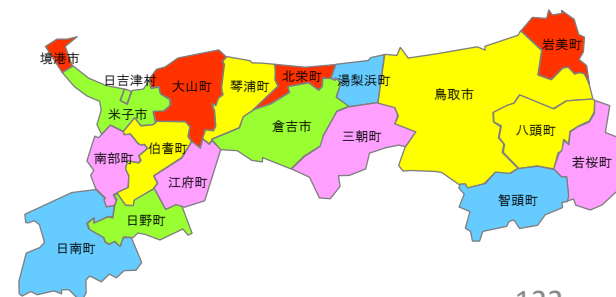 岩美町
境港市
日吉津村
大山町
琴浦町
北栄町
湯梨浜町
鳥取市
米子市
倉吉市
三朝町
八頭町
南部町
伯耆町
江府町
若桜町
智頭町
日野町
日南町